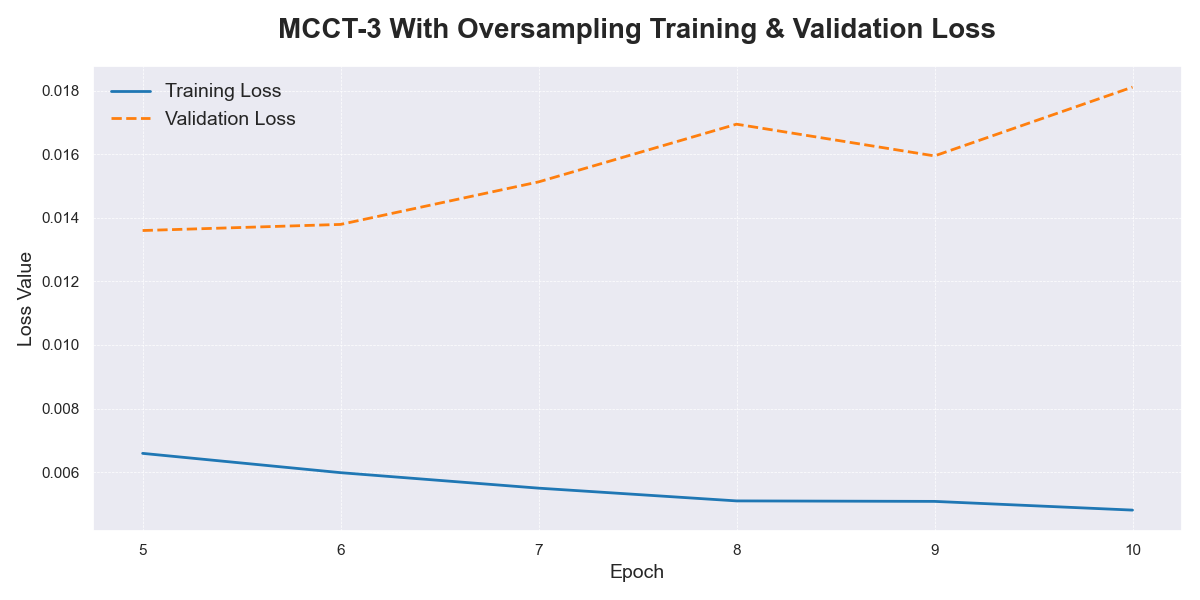 MCCT-3 With Oversampling Training & Validation Loss
Training Loss
Validation Loss
0.018
0.016
0.014
0.012
0.010
0.008
0.006
Loss Value
5 6 7 8 9 10
Epoch